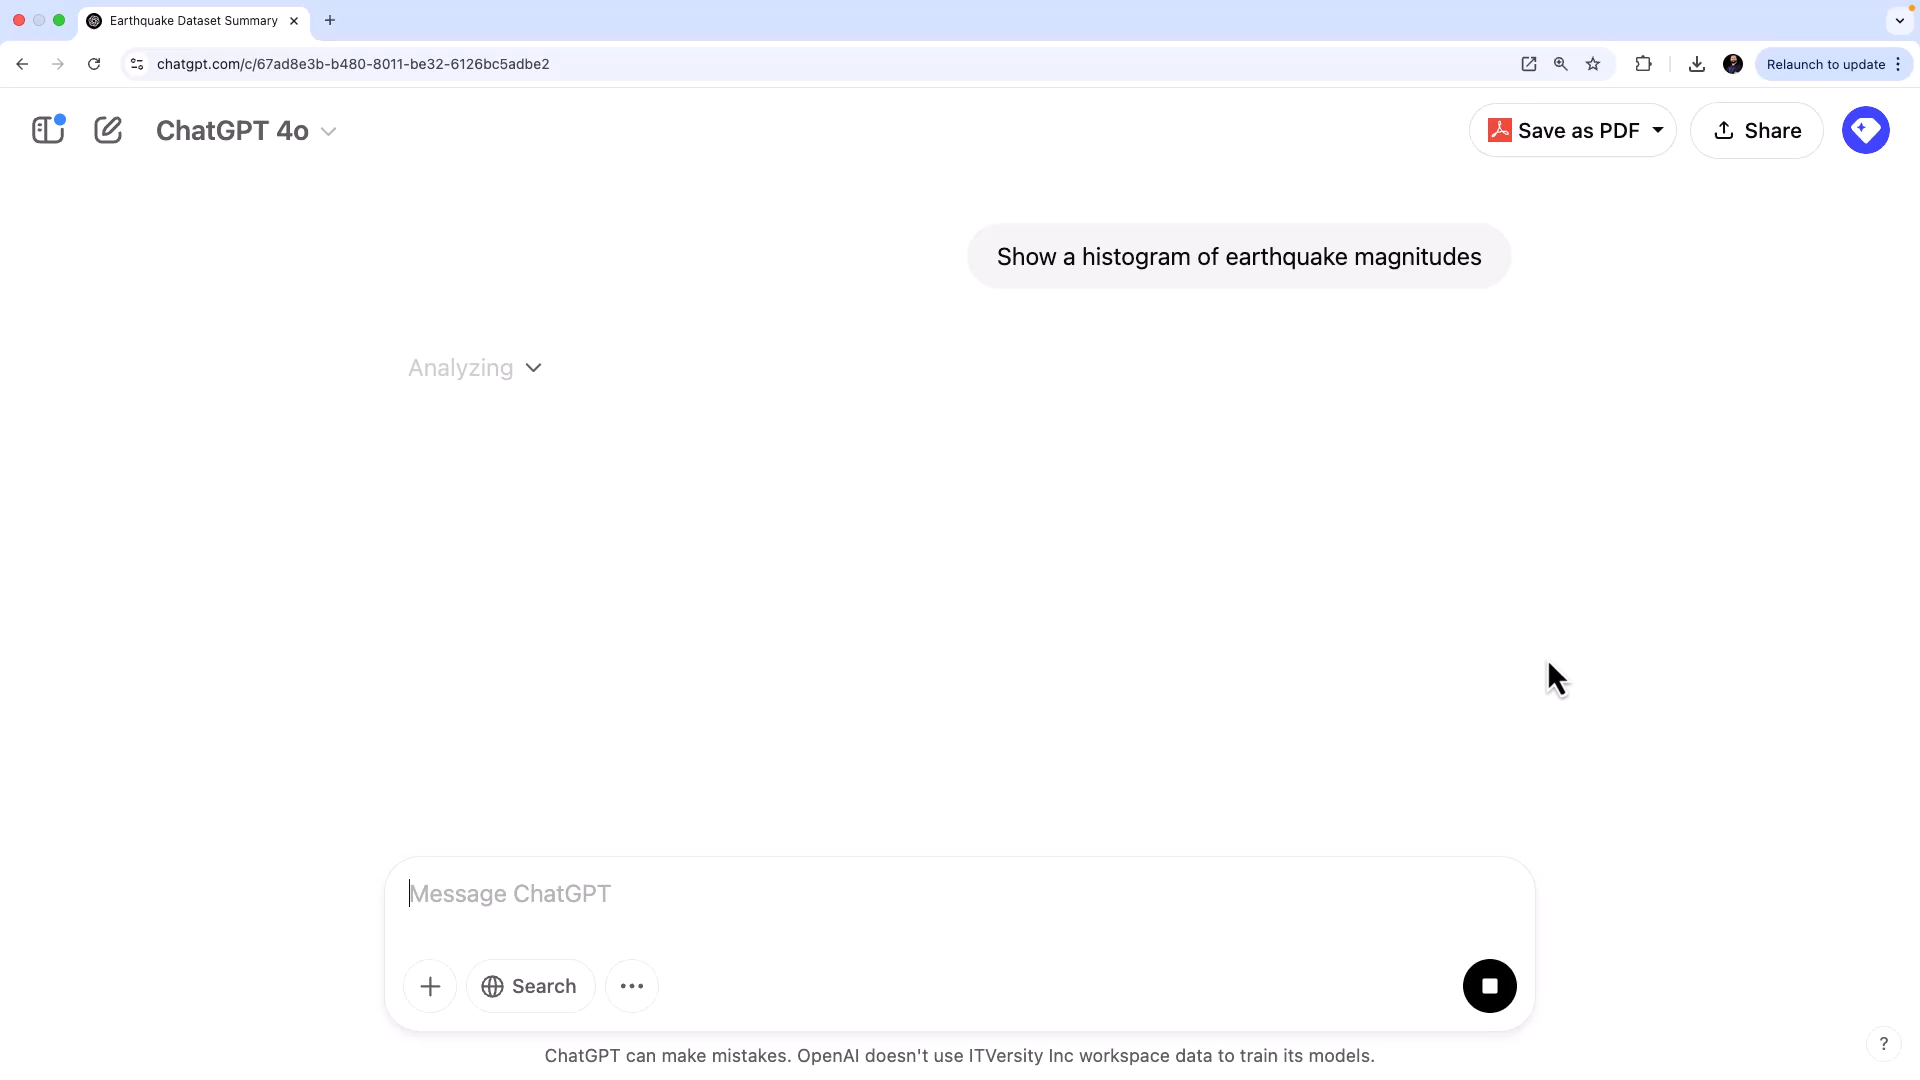 Earthquake Dataset Summary
chatgpt.com/c/67ad8e3b-b480-8011-be32-6126bc5adbe2
Relaunch to update
ChatGPT 4o
Save as PDF
Share
Show a histogram of earthquake magnitudes
Analyzing
Message ChatGPT
Search
ChatGPT can make mistakes. OpenAI doesn't use ITVersity Inc workspace data to train its models.
?